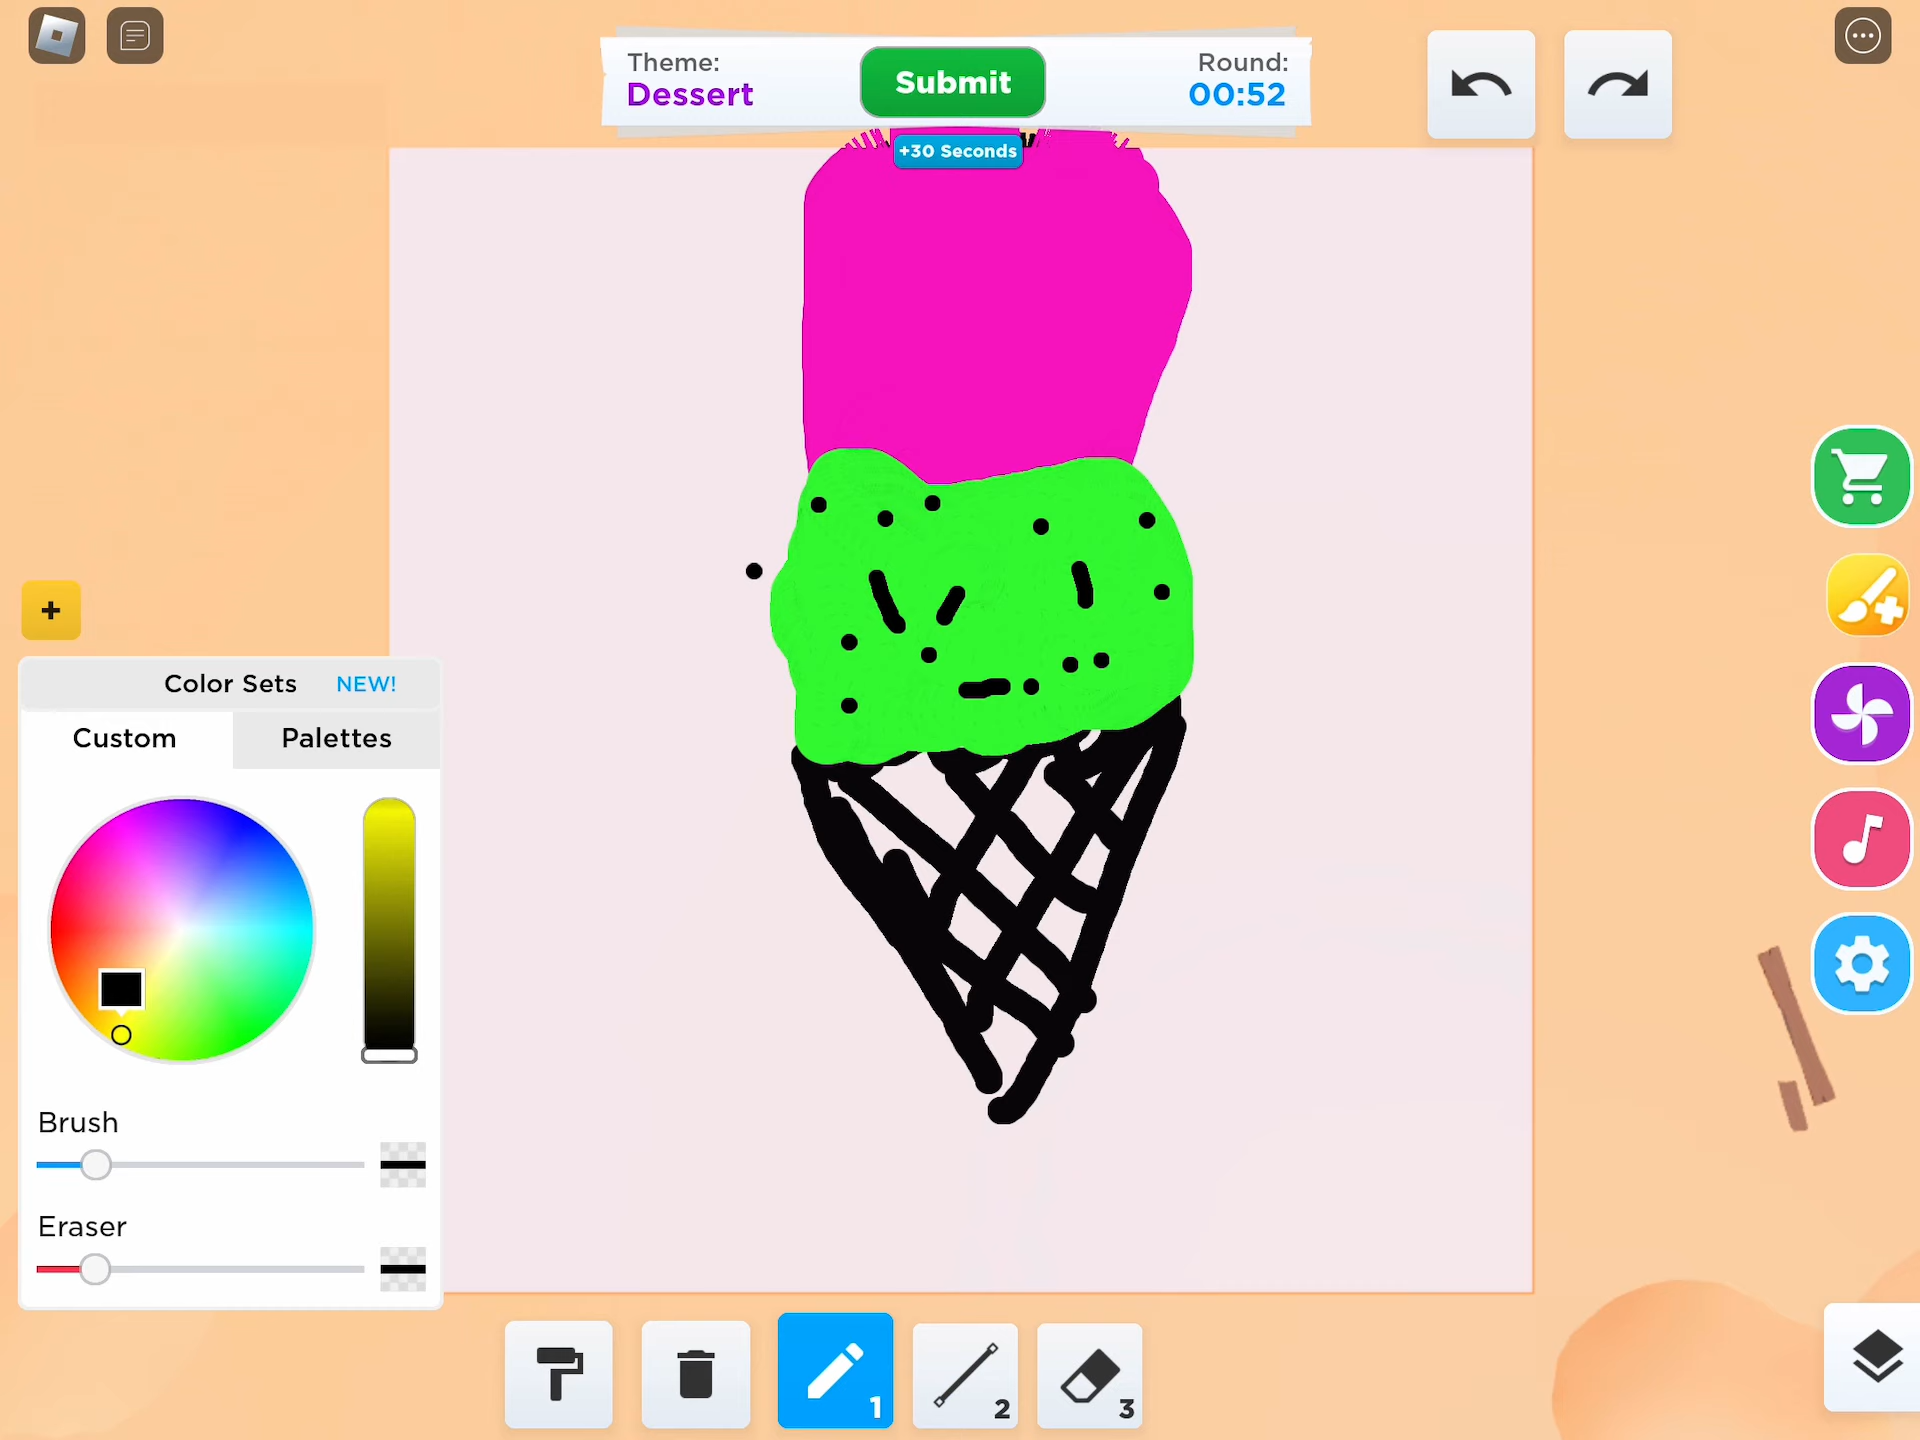 Theme:
Dessert
Submit
Round:
00:52
+30 Seconds
+
Color Sets NEW!
Custom Palettes
Brush
Eraser
1
2
3